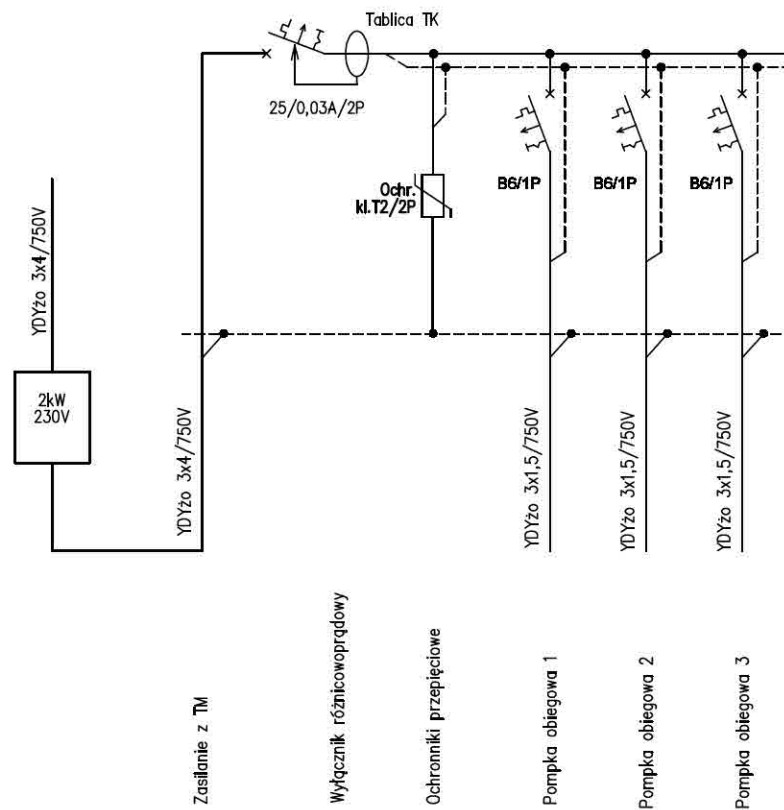 Tablica TK
25/0,03A/2P
Ochr.
kl.T2/2P
B6/1P
B6/1P
B6/1P
YDYżo 3x4/750V
2kW
230V
YDYżo 3x4/750V
YDYżo 3x1,5/750V
YDYżo 3x1,5/750V
YDYżo 3x1,5/750V
Zasilanie z TM
Wyłącznik różnicowoprądowy
Ochronniki przepięciowe
Pompka obiegowa 1
Pompka obiegowa 2
Pompka obiegowa 3